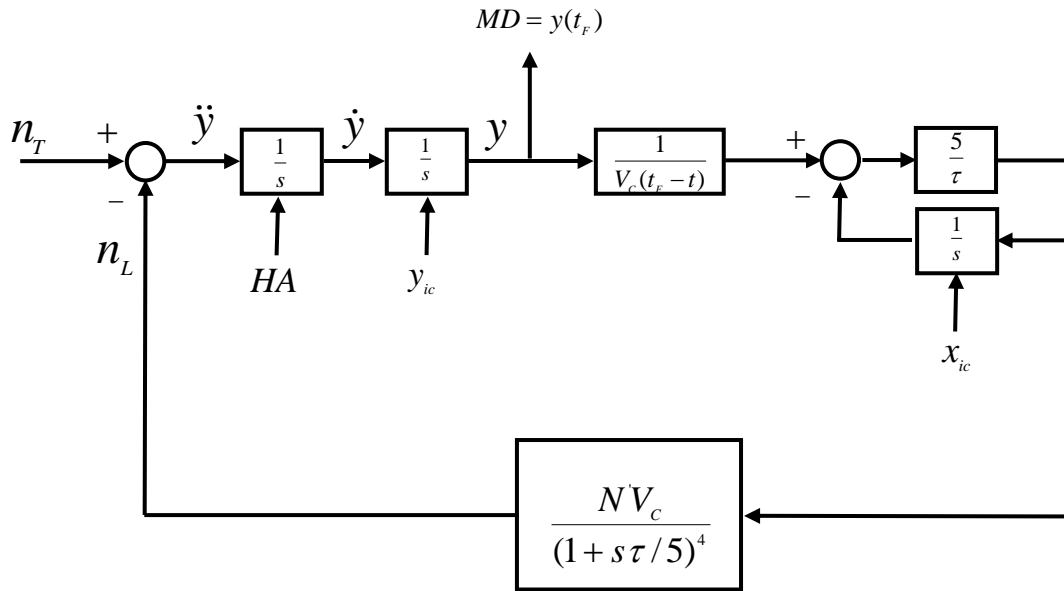 MD = y(t_F)
n_T + ÿ 1/s ẏ 1/s y 1/(V_C(t_F − t)) + 5/τ
− −
n_L HA y_ic 1/s
x_ic
N'V_C/(1 + sτ/5)^4